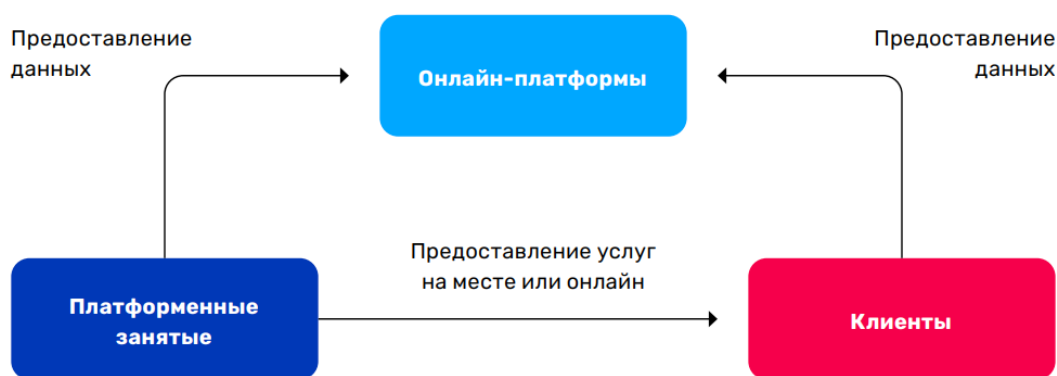 Предоставление
данных
Онлайн-платформы
Предоставление
данных
Предоставление услуг
на месте или онлайн
Платформенные
занятые
Клиенты